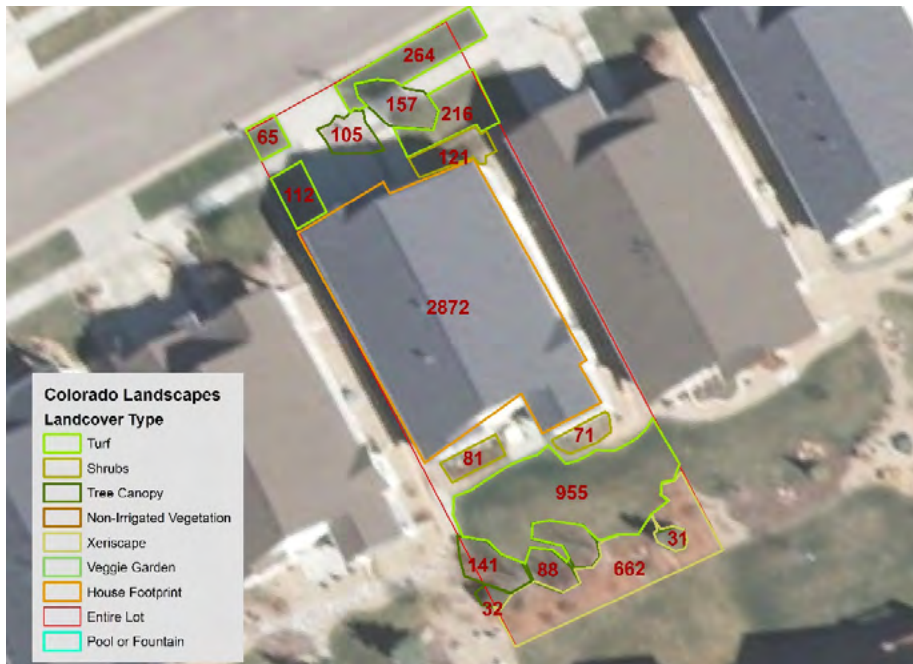 264
157
216
65
105
121
112
2872
71
81
955
31
141
88
662
32
Colorado Landscapes
Landcover Type
Turf
Shrubs
Tree Canopy
Non-Irrigated Vegetation
Xeriscape
Veggie Garden
House Footprint
Entire Lot
Pool or Fountain